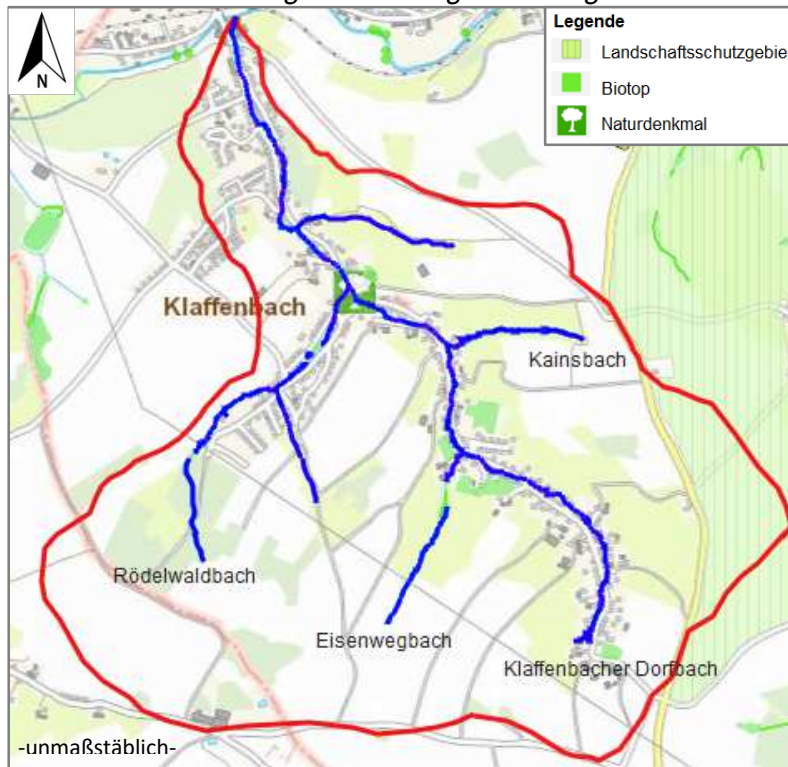 N
Legende
Landschaftsschutzgebie
Biotop
Naturdenkmal
Klaffenbach
Kainsbach
Rödelwaldbach
Eisenwegbach
Klaffenbacher Dorfbach
-unmaßstäblich-